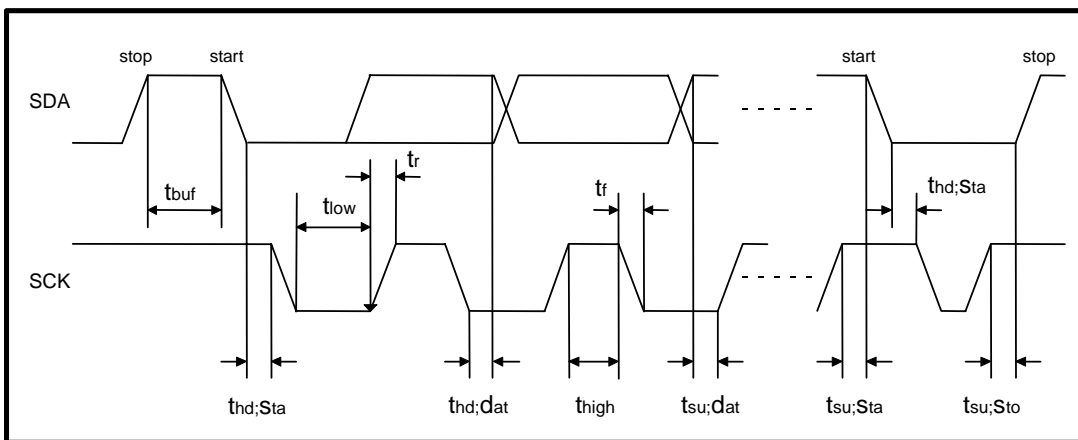 stop start start stop
SDA
tr tf thd;sta
tbuf tlow
SCK
thd;sta thd;dat thigh tsu;dat tsu;sta tsu;sto